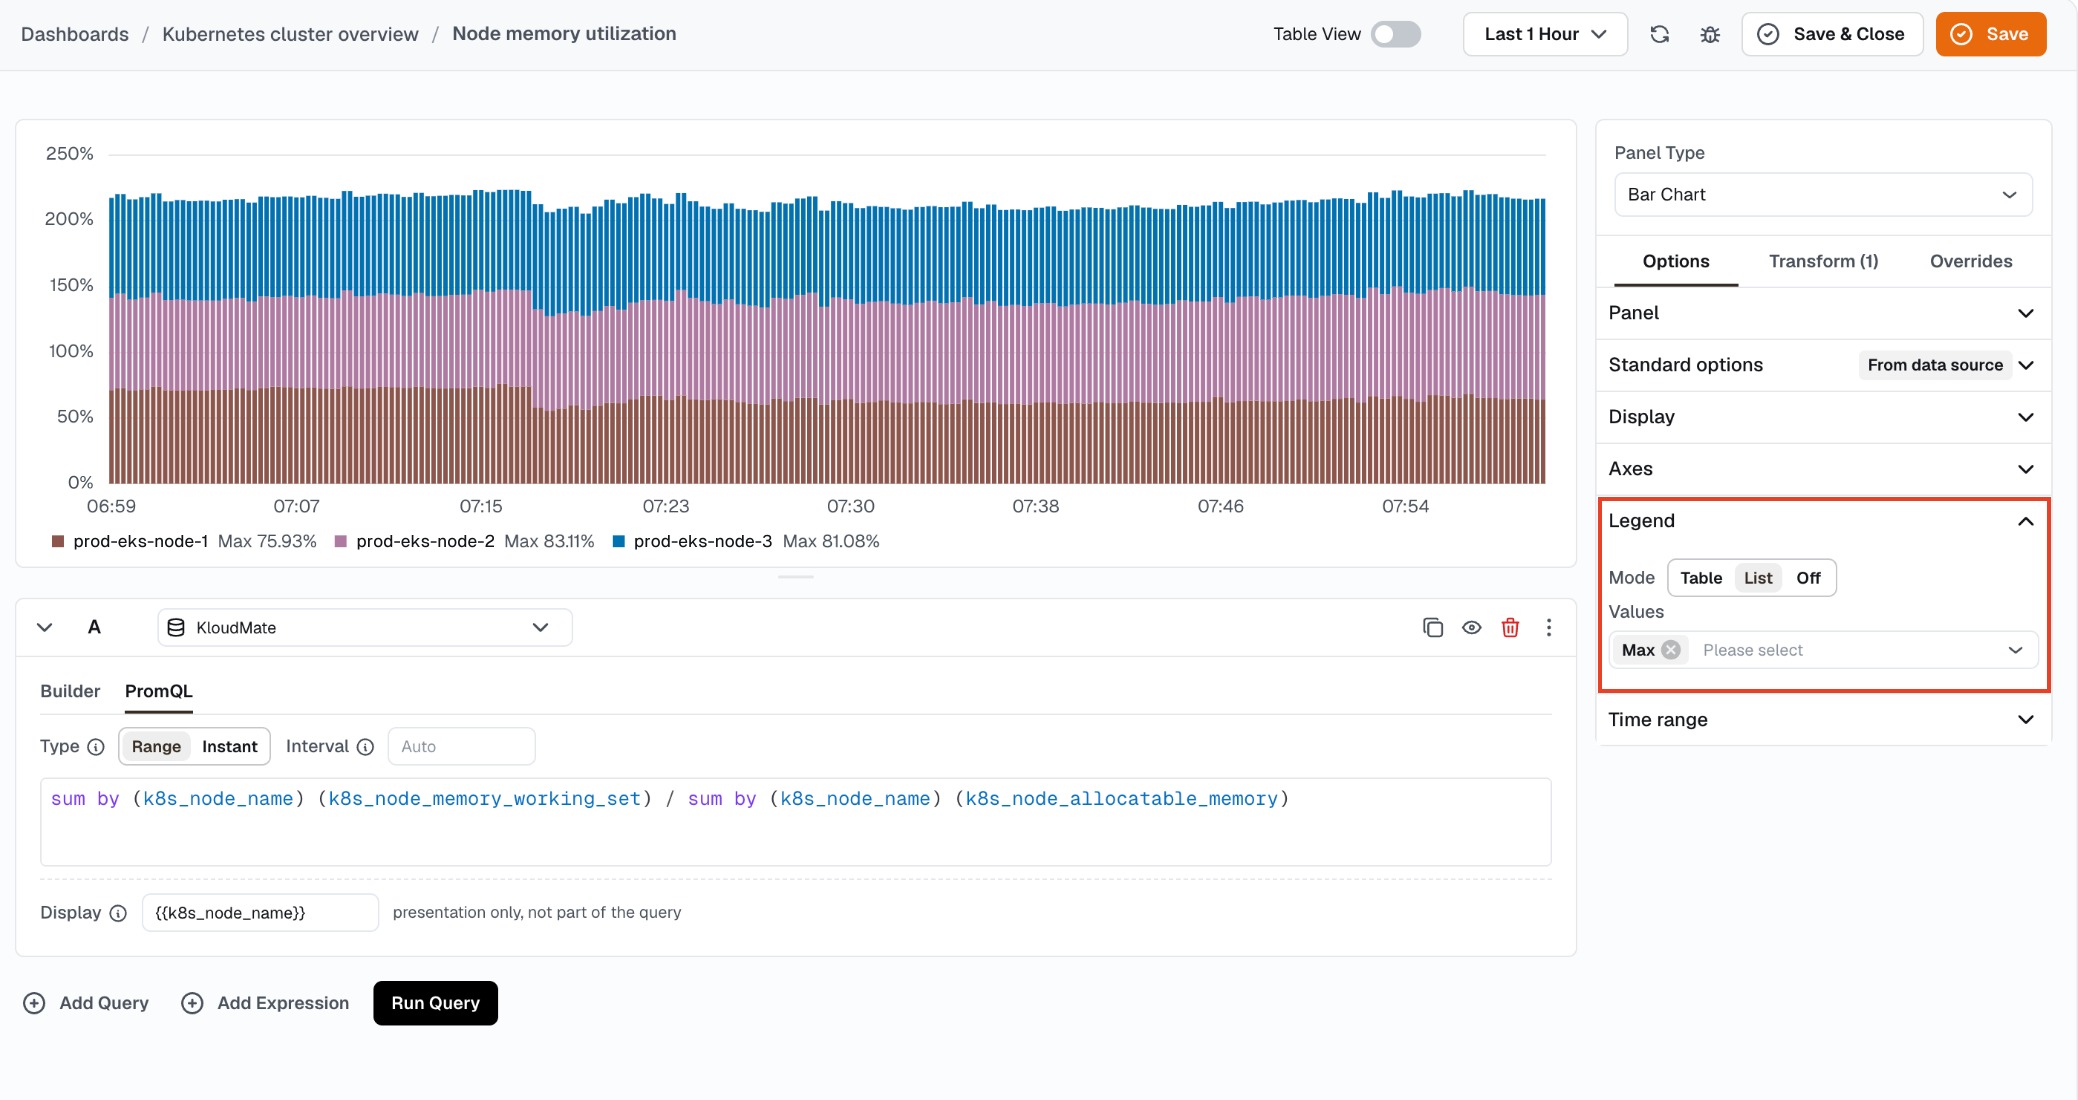 Dashboards / Kubernetes cluster overview / Node memory utilization
Table View
Last 1 Hour
Save & Close
Save
250%
200%
150%
100%
50%
0%
06:59 07:07 07:15 07:23 07:30 07:38 07:46 07:54
prod-eks-node-1 Max 75.93% prod-eks-node-2 Max 83.11% prod-eks-node-3 Max 81.08%
A
KloudMate
Builder PromQL
Type Range Instant Interval Auto
sum by (k8s_node_name) (k8s_node_memory_working_set) / sum by (k8s_node_name) (k8s_node_allocatable_memory)
Display {{k8s_node_name}} presentation only, not part of the query
Add Query Add Expression Run Query
Panel Type
Bar Chart
Options Transform (1) Overrides
Panel
Standard options From data source
Display
Axes
Legend
Mode Table List Off
Values
Max Please select
Time range